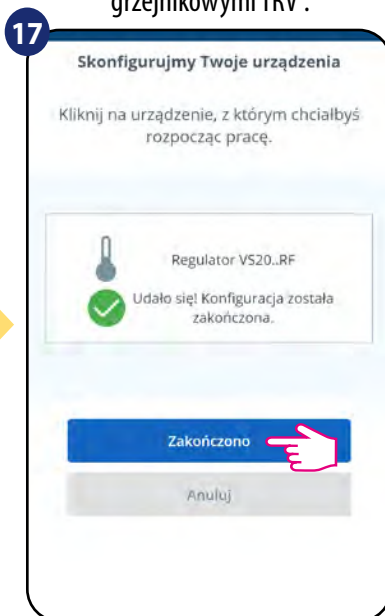 grzejnikowymi TRV .
17
Skonfigurujmy Twoje urządzenia
Kliknij na urządzenie, z którym chciałbyś
rozpocząc pracę.
Regulator VS20..RF
Udało się! Konfiguracja została
zakończona.
Zakończono
Anuluj